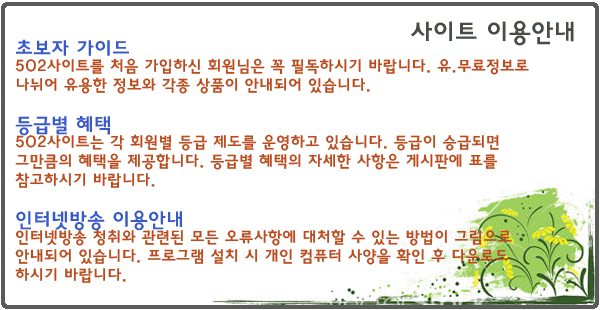 사이트 이용안내
초보자 가이드
502사이트를 처음 가입하신 회원님은 꼭 필독하시기 바랍니다. 유.무료정보로
나뉘어 유용한 정보와 각종 상품이 안내되어 있습니다.
등급별 혜택
502사이트는 각 회원별 등급 제도를 운영하고 있습니다. 등급이 승급되면
그만큼의 혜택을 제공합니다. 등급별 혜택의 자세한 사항은 게시판에 표를
참고하시기 바랍니다.
인터넷방송 이용안내
인터넷방송 청취와 관련된 모든 오류사항에 대처할 수 있는 방법이 그림으로
안내되어 있습니다. 프로그램 설치 시 개인 컴퓨터 사양을 확인 후 다운로드
하시기 바랍니다.